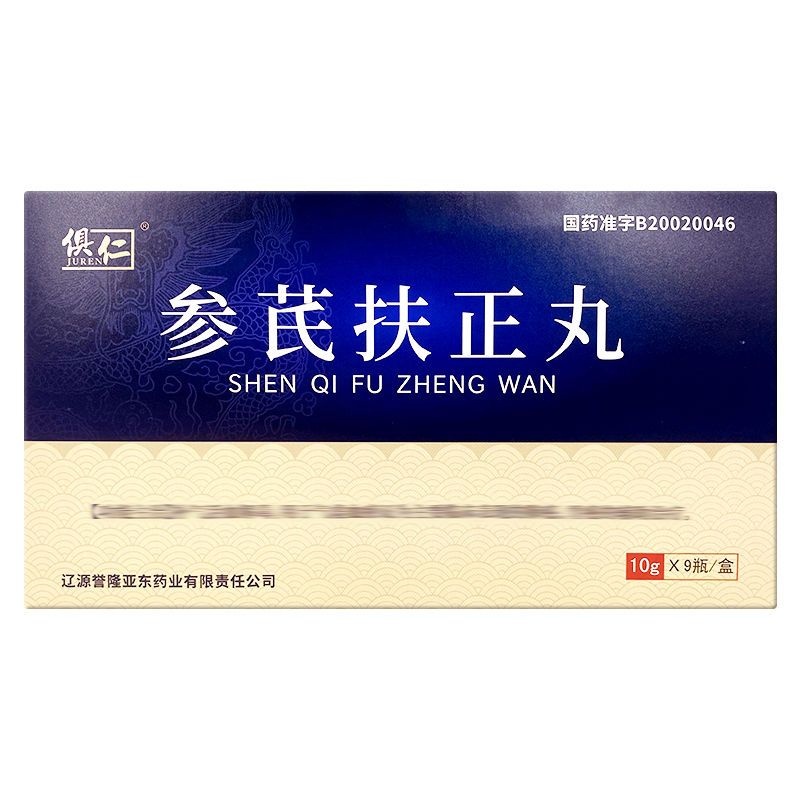 俱仁®
JUREN
国药准字B20020046
参芪扶正丸
SHEN QI FU ZHENG WAN
10g X 9瓶/盒
辽源誉隆亚东药业有限责任公司